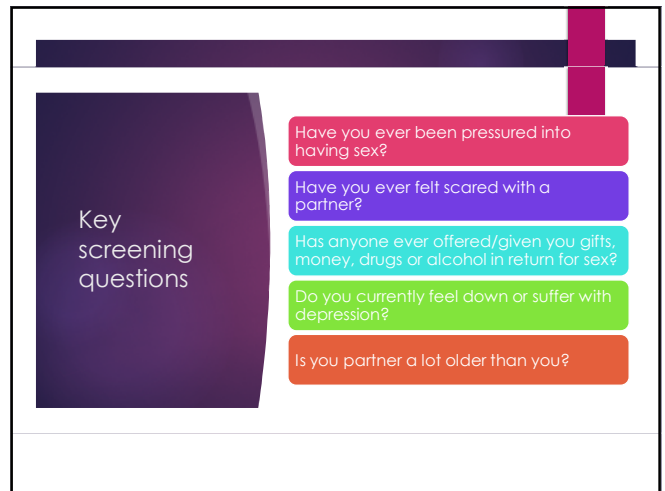 Key
screening
questions
Have you ever been pressured into
having sex?
Have you ever felt scared with a
partner?
Has anyone ever offered/given you gifts,
money, drugs or alcohol in return for sex?
Do you currently feel down or suffer with
depression?
Is you partner a lot older than you?